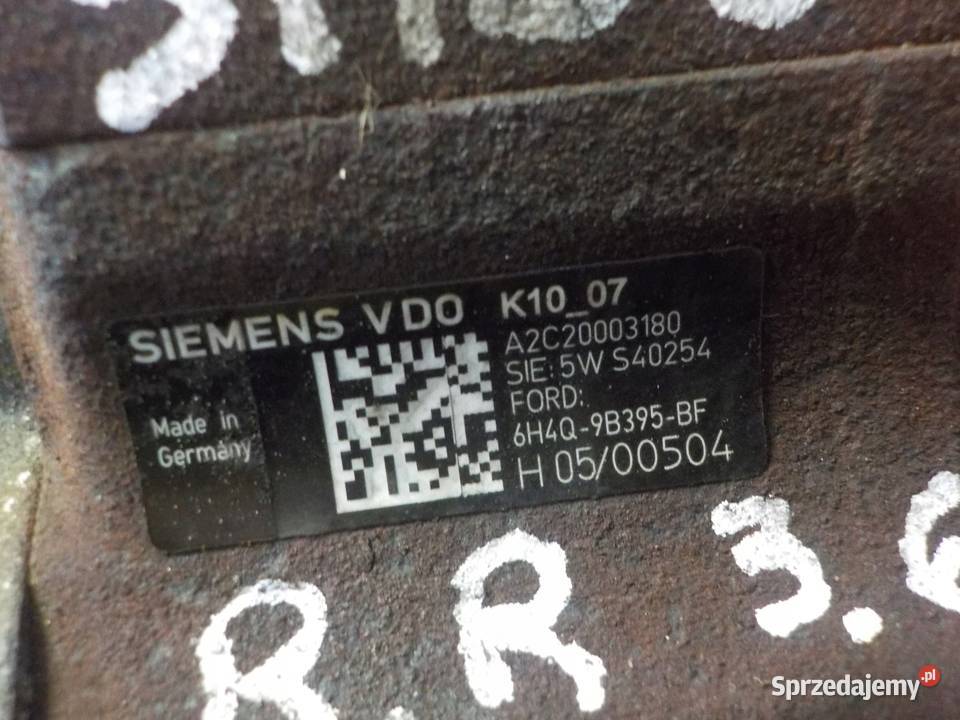 SIEMENS VDO K10_07
A2C20003180
SIE: 5W S40254
FORD:
6H4Q-9B395-BF
H 05/00504
Made in
Germany
R.R 3.6
Sprzedajemy.pl